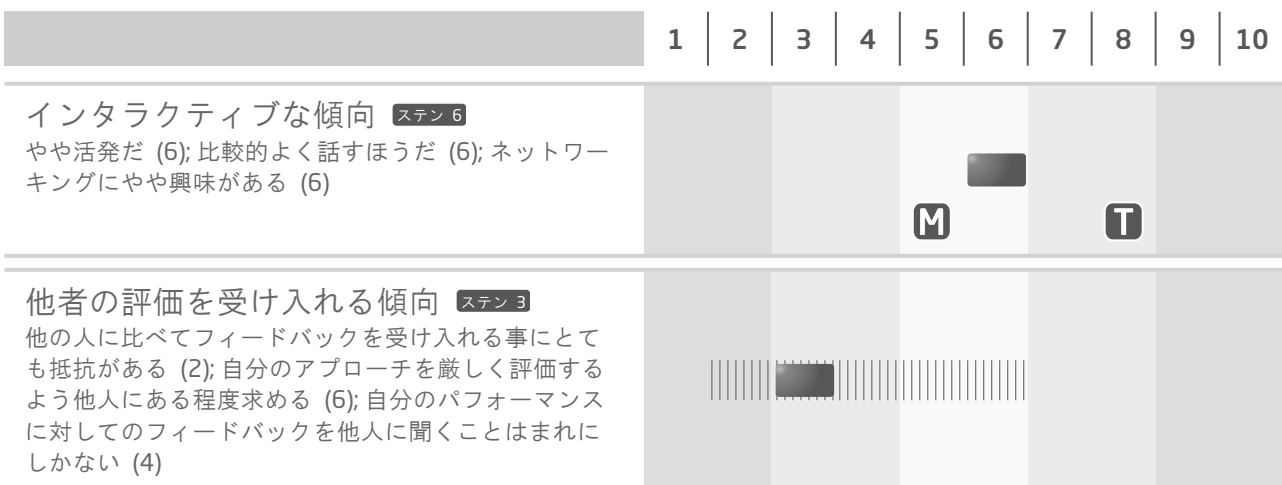 1 2 3 4 5 6 7 8 9 10
インタラクティブな傾向 ステン 6
やや活発だ (6); 比較的よく話すほうだ (6); ネットワー
キングにやや興味がある (6)
M T
他者の評価を受け入れる傾向 ステン 3
他の人に比べてフィードバックを受け入れる事にとて
も抵抗がある (2); 自分のアプローチを厳しく評価する
よう他人にある程度求める (6); 自分のパフォーマンス
に対してのフィードバックを他人に聞くことはまれに
しかない (4)